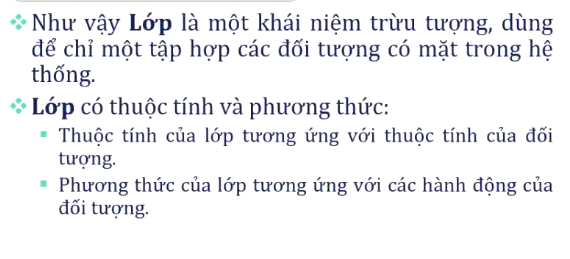 Như vậy Lớp là một khái niệm trừu tượng, dùng
để chỉ một tập hợp các đối tượng có mặt trong hệ
thống.
Lớp có thuộc tính và phương thức:
Thuộc tính của lớp tương ứng với thuộc tính của đối
tượng.
Phương thức của lớp tương ứng với các hành động của
đối tượng.